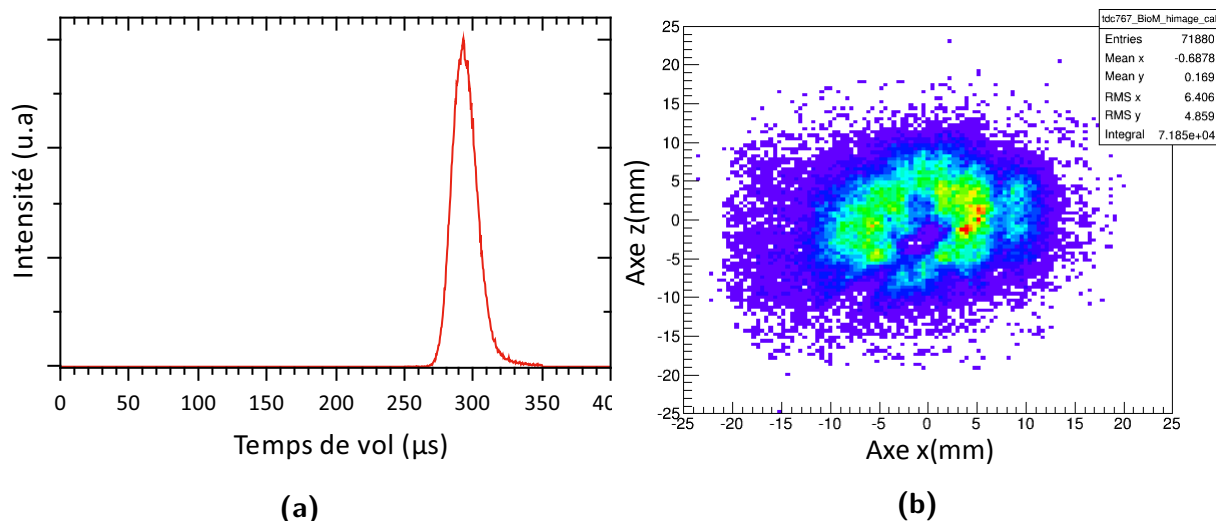 Intensité (u.a)
0 50 100 150 200 250 300 350 40
Temps de vol (µs)
(a)
tdc767_BioM_himage_cal
Entries 71880
Mean x -0.6878
Mean y 0.169
RMS x 6.406
RMS y 4.859
Integral 7.185e+04
25
20
15
10
5
0
-5
-10
-15
-20
-25
Axe z(mm)
-25 -20 -15 -10 -5 0 5 10 15 20 25
Axe x(mm)
(b)